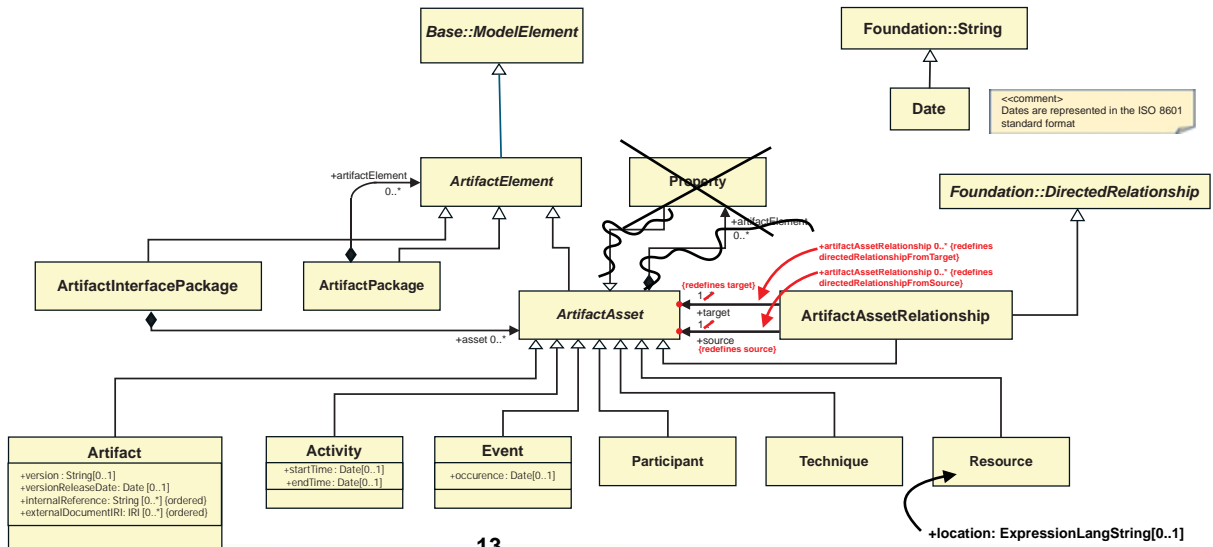 Base::ModelElement
Foundation::String
Date
<<comment>
Dates are represented in the ISO 8601
standard format
+artifactElement
0..*
ArtifactElement
Property
Foundation::DirectedRelationship
+artifactElement
0..*
+artifactAssetRelationship 0..* {redefines
directedRelationshipFromTarget}
+artifactAssetRelationship 0..* {redefines
directedRelationshipFromSource}
ArtifactInterfacePackage
ArtifactPackage
{redefines target}
1..*
+target
1..*
+source
{redefines source}
ArtifactAsset
ArtifactAssetRelationship
+asset 0..*
Artifact
+version : String[0..1]
+versionReleaseDate: Date [0..1]
+internalReference: String [0..*] {ordered}
+externalDocumentIRI: IRI [0..*] {ordered}
Activity
+startTime : Date[0..1]
+endTime : Date[0..1]
Event
+occurence : Date[0..1]
Participant
Technique
Resource
+location: ExpressionLangString[0..1]
13